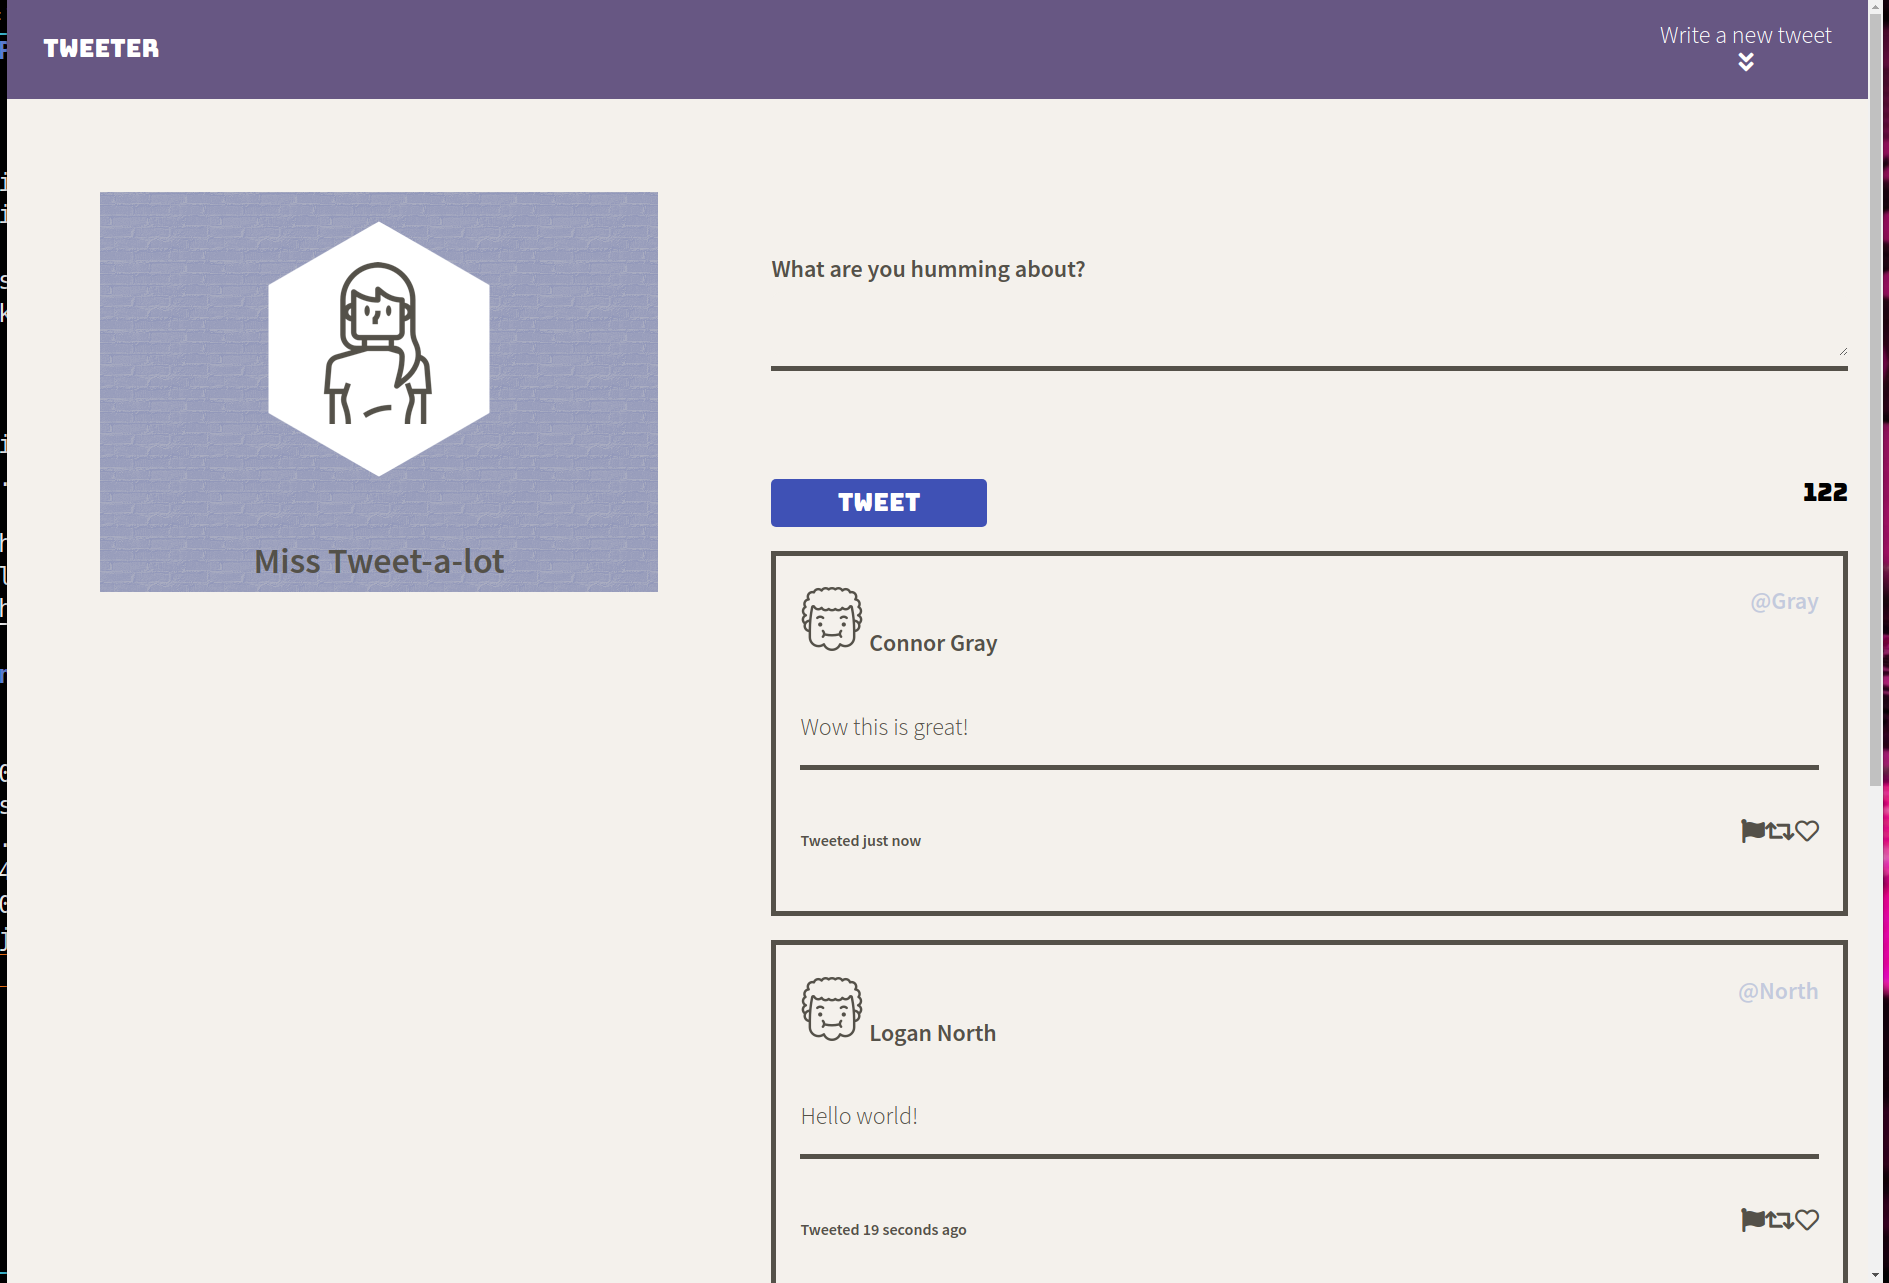 TWEETER
Write a new tweet
Miss Tweet-a-lot
What are you humming about?
TWEET
122
@Gray
Connor Gray
Wow this is great!
Tweeted just now
@North
Logan North
Hello world!
Tweeted 19 seconds ago